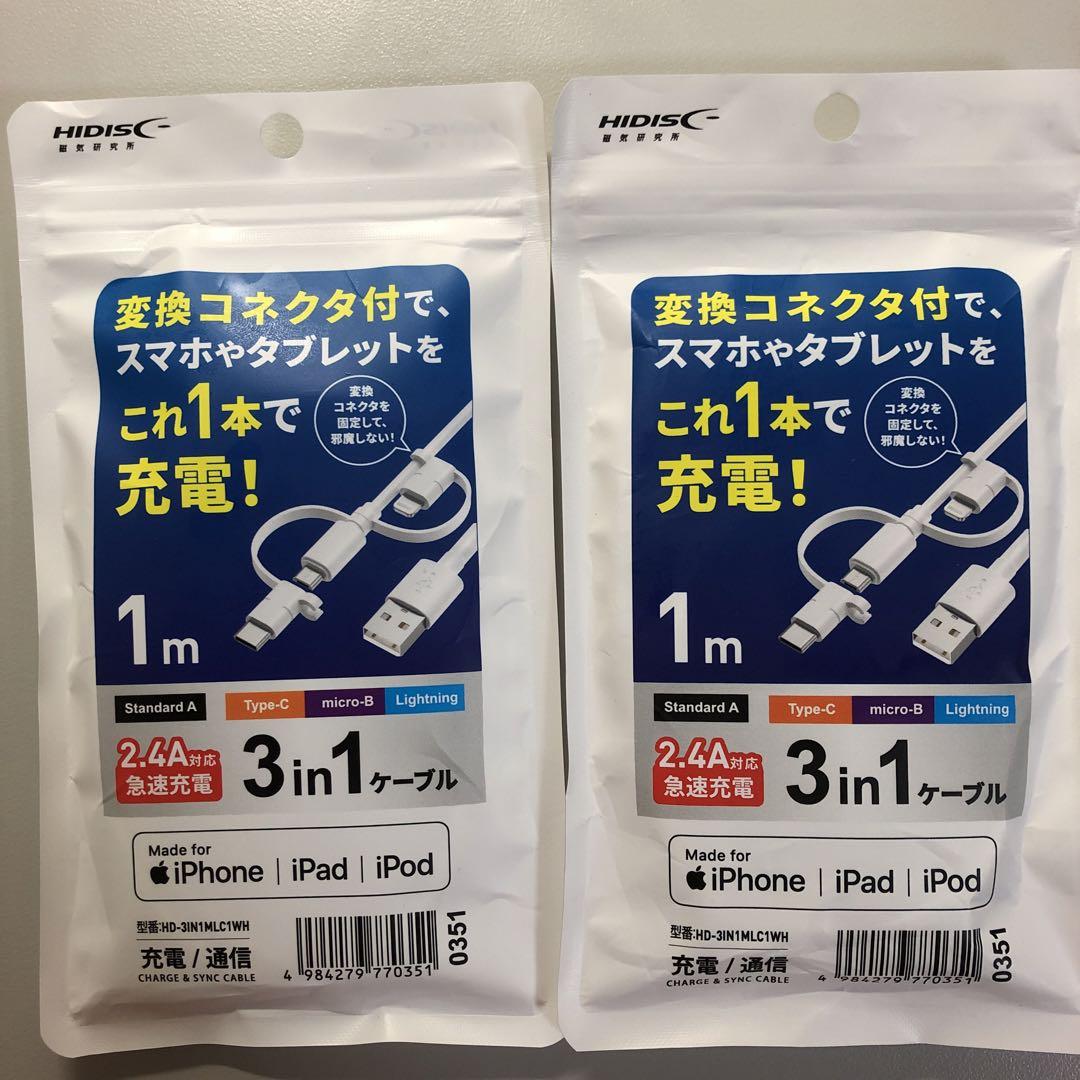 HIDISC
磁気研究所
変換コネクタ付で、
スマホやタブレットを
これ1本で
充電!
変換
コネクタを
固定して、
邪魔しない!
1m
Standard A
Type-C
micro-B
Lightning
2.4A対応
急速充電
3in1ケーブル
Made for
iPhone | iPad | iPod
型番:HD-3IN1MLC1WH
充電/通信
CHARGE & SYNC CABLE
4 984279 770351
0351
HIDISC
磁気研究所
変換コネクタ付で、
スマホやタブレットを
これ1本で
充電!
変換
コネクタを
固定して、
邪魔しない!
1m
Standard A
Type-C
micro-B
Lightning
2.4A対応
急速充電
3in1ケーブル
Made for
iPhone | iPad | iPod
型番:HD-3IN1MLC1WH
充電/通信
CHARGE & SYNC CABLE
4 984279 770351
0351